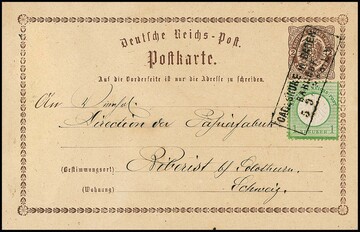 Deutsche Reichs-Post.
Postkarte.
Auf die Vorderseite ist nur die Adresse zu schreiben.
An
Direction der Papierfabrik
(Bestimmungsort) Biberist b/ Solothurn.
(Wohnung) Schweiz.